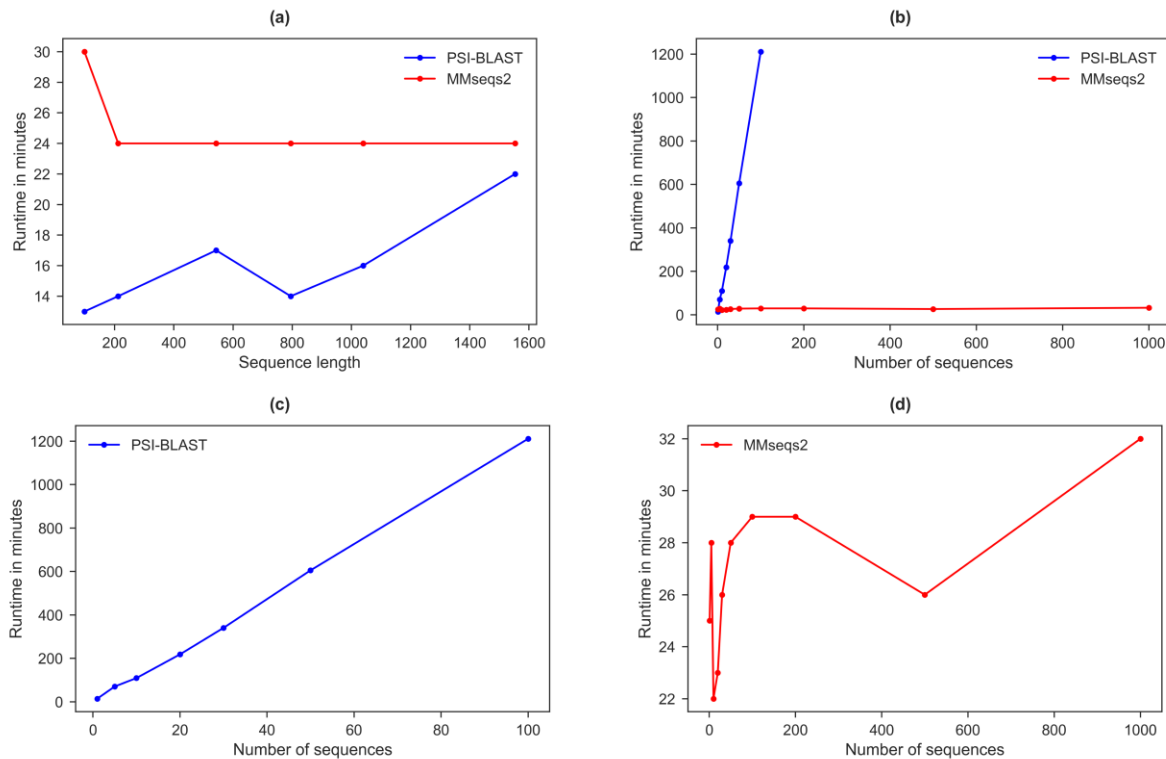 (a)
30
28
26
24
22
20
18
16
14
Runtime in minutes
PSI-BLAST
MMseqs2
200 400 600 800 1000 1200 1400 1600
Sequence length
(b)
1200
1000
800
600
400
200
0
Runtime in minutes
PSI-BLAST
MMseqs2
0 200 400 600 800 1000
Number of sequences
(c)
1200
1000
800
600
400
200
0
Runtime in minutes
PSI-BLAST
0 20 40 60 80 100
Number of sequences
(d)
32
30
28
26
24
22
Runtime in minutes
MMseqs2
0 200 400 600 800 1000
Number of sequences